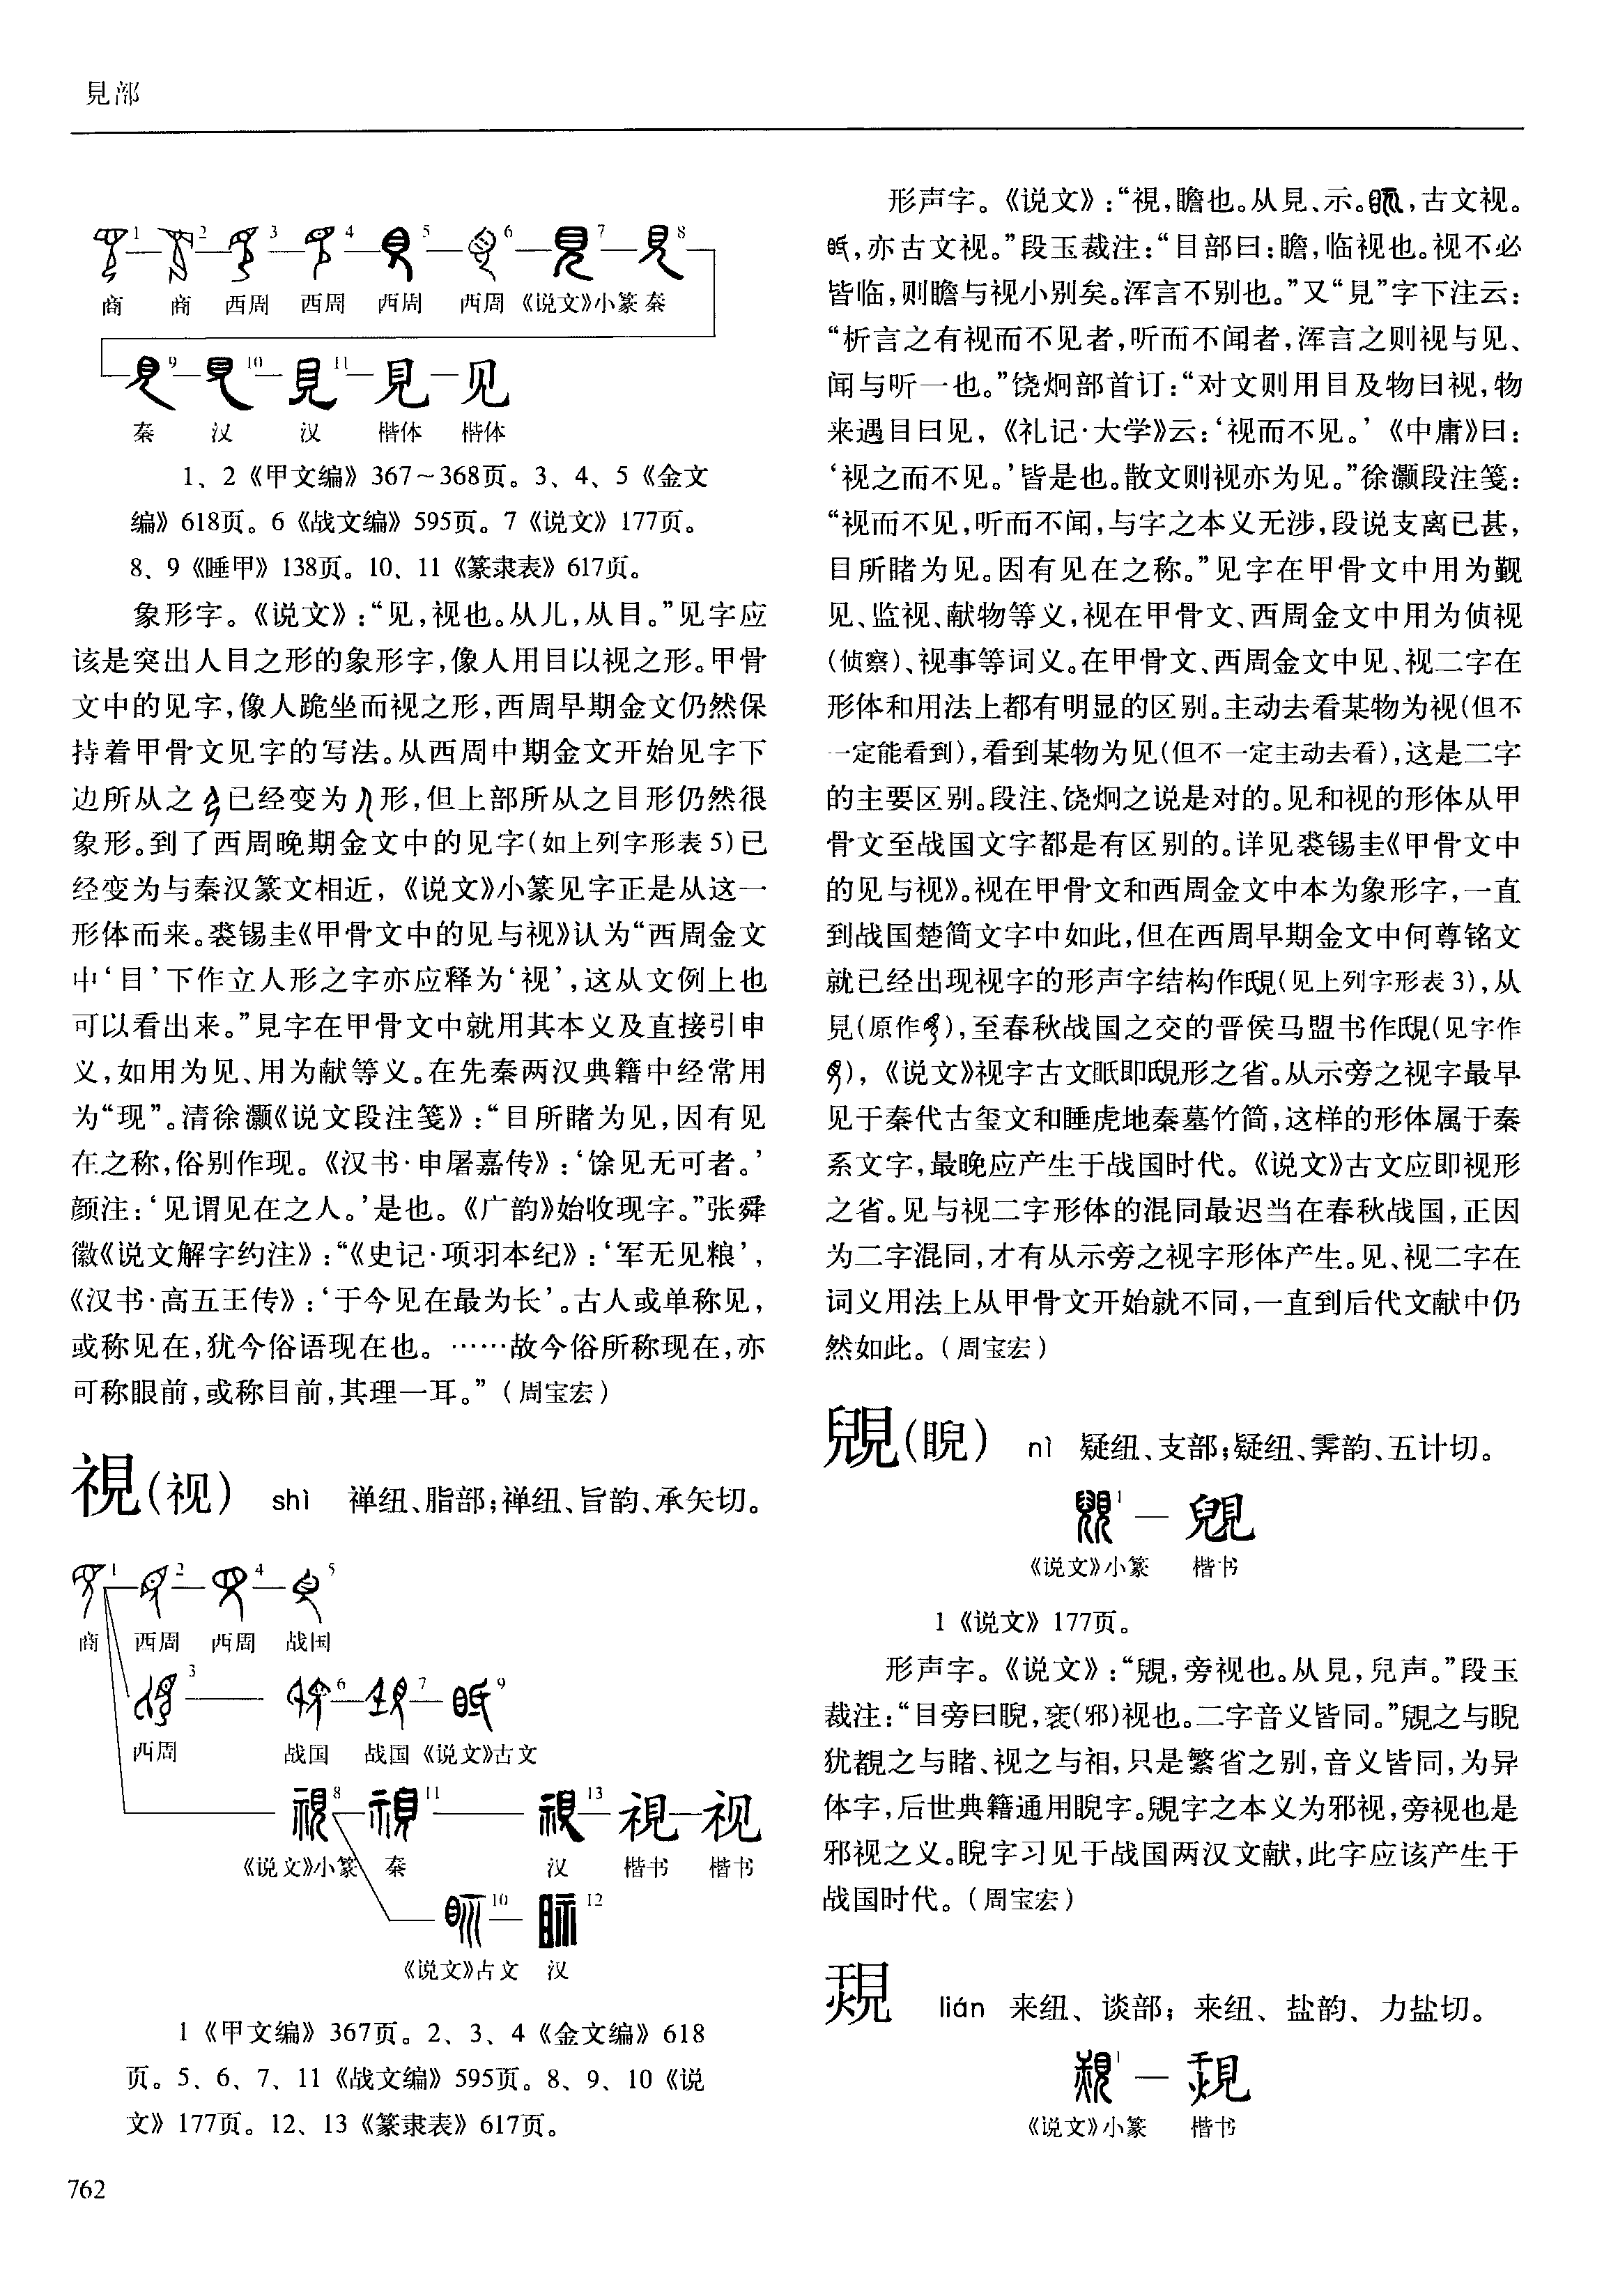 見部
1 2 3 4 5 6 7 8
商 商 西周 西周 西周 西周 《说文》小篆 秦
9 10 11 見 见
秦 汉 汉 楷体 楷体
1、2《甲文编》367~368页。3、4、5《金文
编》618页。6《战文编》595页。7《说文》177页。
8、9《睡甲》138页。10、11《篆隶表》617页。
象形字。《说文》:“见,视也。从儿,从目。”见字应
该是突出人目之形的象形字,像人用目以视之形。甲骨
文中的见字,像人跪坐而视之形,西周早期金文仍然保
持着甲骨文见字的写法。从西周中期金文开始见字下
边所从之已经变为形,但上部所从之目形仍然很
象形。到了西周晚期金文中的见字(如上列字形表5)已
经变为与秦汉篆文相近,《说文》小篆见字正是从这一
形体而来。裘锡圭《甲骨文中的见与视》认为“西周金文
中‘目’下作立人形之字亦应释为‘视’,这从文例上也
可以看出来。”見字在甲骨文中就用其本义及直接引申
义,如用为见、用为献等义。在先秦两汉典籍中经常用
为“现”。清徐灏《说文段注笺》:“目所睹为见,因有见
在之称,俗别作现。《汉书·申屠嘉传》:‘馀见无可者。’
颜注:‘见谓见在之人。’是也。《广韵》始收现字。”张舜
徽《说文解字约注》:“《史记·项羽本纪》:‘军无见粮’,
《汉书·高五王传》:‘于今见在最为长’。古人或单称见,
或称见在,犹今俗语现在也。……故今俗所称现在,亦
可称眼前,或称目前,其理一耳。”(周宝宏)
視(视) shì 禅纽、脂部;禅纽、旨韵、承矢切。
1 2 4 5
商 西周 西周 战国
3 6 7 9
西周 战国 战国 《说文》古文
8 11 13 視 视
《说文》小篆 秦 汉 楷书 楷书
10 12
《说文》古文 汉
1《甲文编》367页。2、3、4《金文编》618
页。5、6、7、11《战文编》595页。8、9、10《说
文》177页。12、13《篆隶表》617页。
形声字。《说文》:“視,瞻也。从見、示。,古文视。
眡,亦古文视。”段玉裁注:“目部曰:瞻,临视也。视不必
皆临,则瞻与视小别矣。浑言不别也。”又“見”字下注云:
“析言之有视而不见者,听而不闻者,浑言之则视与见、
闻与听一也。”饶炯部首订:“对文则用目及物曰视,物
来遇目曰见,《礼记·大学》云:‘视而不见。’《中庸》曰:
‘视之而不见。’皆是也。散文则视亦为见。”徐灏段注笺:
“视而不见,听而不闻,与字之本义无涉,段说支离已甚,
目所睹为见。因有见在之称。”见字在甲骨文中用为觐
见、监视、献物等义,视在甲骨文、西周金文中用为侦视
(侦察)、视事等词义。在甲骨文、西周金文中见、视二字在
形体和用法上都有明显的区别。主动去看某物为视(但不
一定能看到),看到某物为见(但不一定主动去看),这是二字
的主要区别。段注、饶炯之说是对的。见和视的形体从甲
骨文至战国文字都是有区别的。详见裘锡圭《甲骨文中
的见与视》。视在甲骨文和西周金文中本为象形字,一直
到战国楚简文字中如此,但在西周早期金文中何尊铭文
就已经出现视字的形声字结构作覞(见上列字形表3),从
見(原作),至春秋战国之交的晋侯马盟书作(见字作
),《说文》视字古文眡即形之省。从示旁之视字最早
见于秦代古玺文和睡虎地秦墓竹简,这样的形体属于秦
系文字,最晚应产生于战国时代。《说文》古文应即视形
之省。见与视二字形体的混同最迟当在春秋战国,正因
为二字混同,才有从示旁之视字形体产生。见、视二字在
词义用法上从甲骨文开始就不同,一直到后代文献中仍
然如此。(周宝宏)
覞(睨) nì 疑纽、支部;疑纽、霁韵、五计切。
1
《说文》小篆 楷书
1《说文》177页。
形声字。《说文》:“䚷,旁视也。从見,兒声。”段玉
裁注:“目旁曰睨,衺(邪)视也。二字音义皆同。”之与睨
犹覩之与睹、视之与䀡,只是繁省之别,音义皆同,为异
体字,后世典籍通用睨字。字之本义为邪视,旁视也是
邪视之义。睨字习见于战国两汉文献,此字应该产生于
战国时代。(周宝宏)
lián 来纽、谈部;来纽、盐韵、力盐切。
1
《说文》小篆 楷书
762